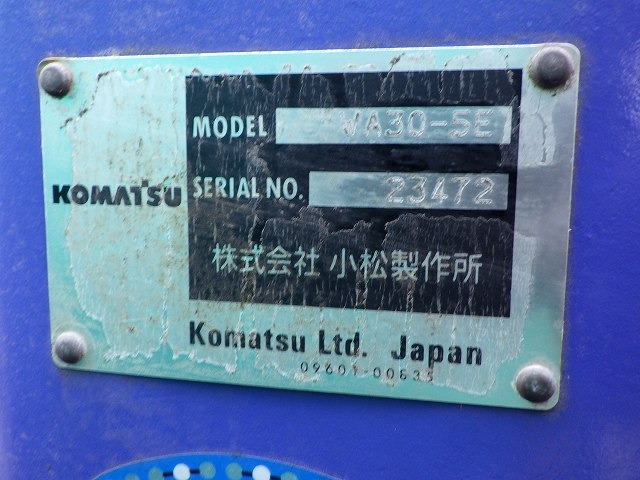 MODEL WA30-5E
KOMATSU
SERIAL NO. 23472
株式会社 小松製作所
Komatsu Ltd. Japan
09601-00835